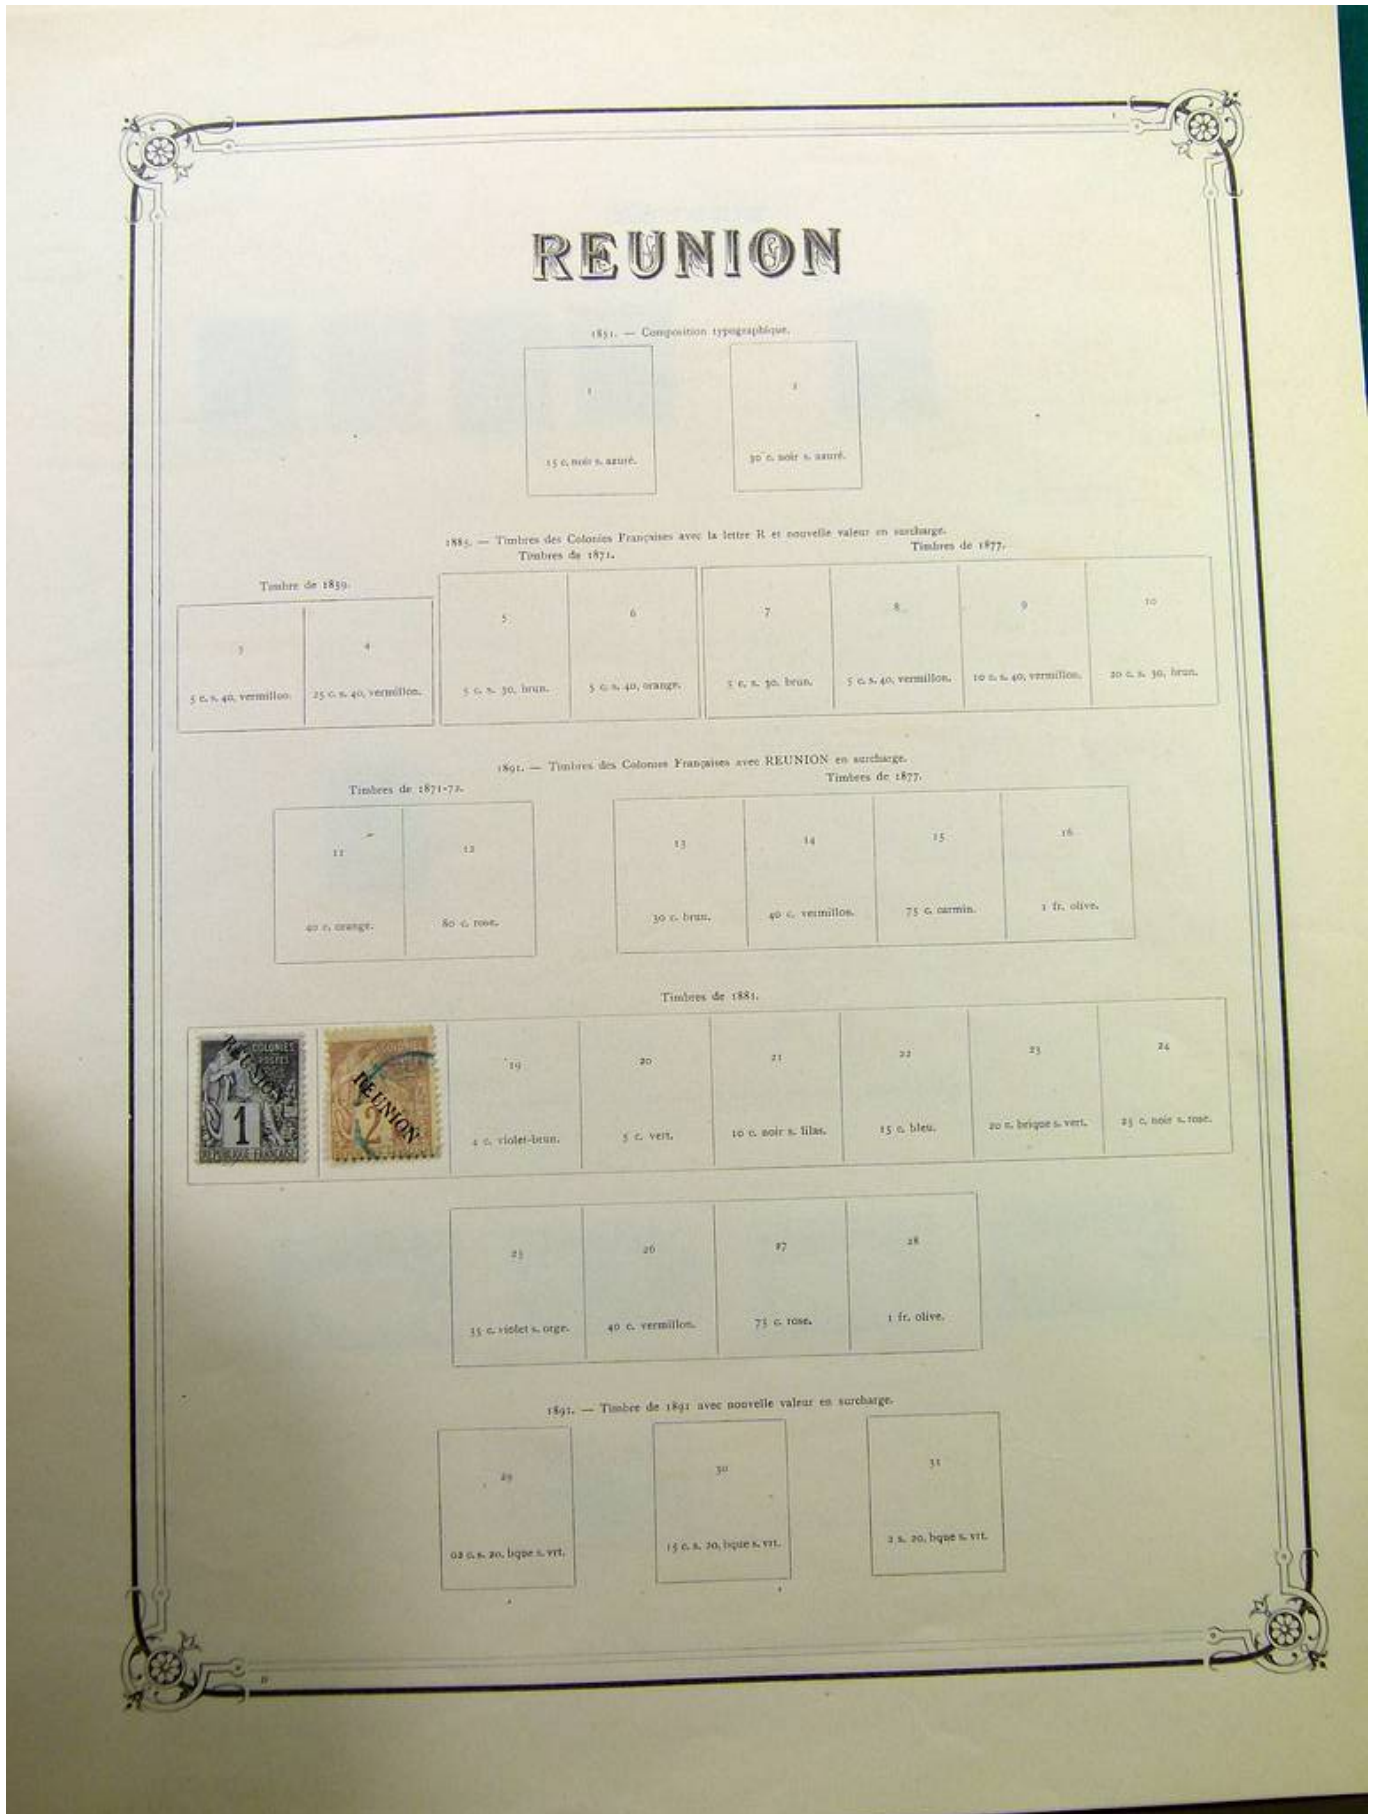 REUNION
1851. — Composition typographique.
1
2
15 c. noir s. azuré.
30 c. noir s. azuré.
1885. — Timbres des Colonies Françaises avec la lettre R et nouvelle valeur en surcharge.
Timbre de 1859.
Timbres de 1871.
Timbres de 1877.
3
4
5
6
7
8
9
10
5 c. s. 40, vermillon.
25 c. s. 40, vermillon.
5 c. s. 30, brun.
5 c. s. 40, orange.
5 c. s. 30, brun.
5 c. s. 40, vermillon.
10 c. s. 40, vermillon.
20 c. s. 30, brun.
1891. — Timbres des Colonies Françaises avec REUNION en surcharge.
Timbres de 1871-72.
Timbres de 1877.
11
12
13
14
15
16
40 c. orange.
80 c. rose.
30 c. brun.
40 c. vermillon.
75 c. carmin.
1 fr. olive.
Timbres de 1881.
COLONIES
POSTES
REUNION
1
REPUBLIQUE FRANCAISE
REUNION
2
19
20
21
22
23
24
4 c. violet-brun.
5 c. vert.
10 c. noir s. lilas.
15 c. bleu.
20 c. brique s. vert.
25 c. noir s. rose.
25
26
27
28
35 c. violet s. orge.
40 c. vermillon.
75 c. rose.
1 fr. olive.
1891. — Timbre de 1891 avec nouvelle valeur en surcharge.
29
30
31
02 c. s. 20, bque s. vrt.
15 c. s. 20, bque s. vrt.
2 s. 20, bque s. vrt.